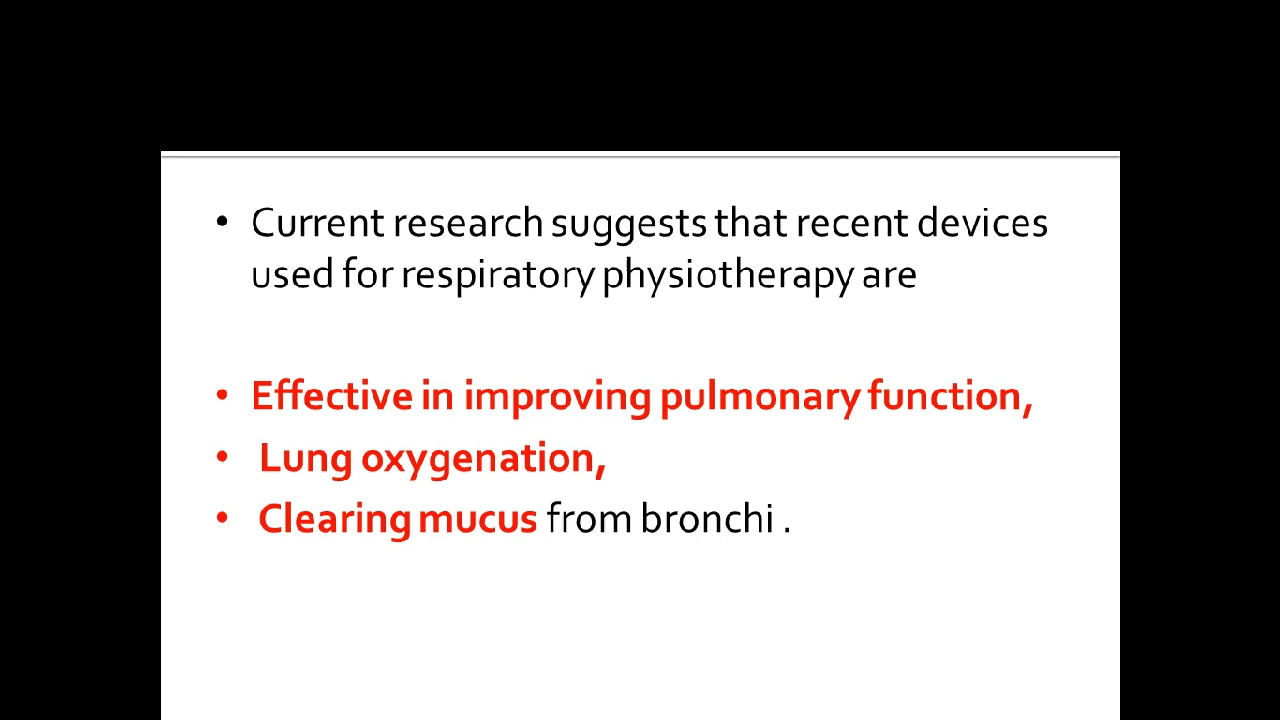 • Current research suggests that recent devices
used for respiratory physiotherapy are
• Effective in improving pulmonary function,
• Lung oxygenation,
• Clearing mucus from bronchi .